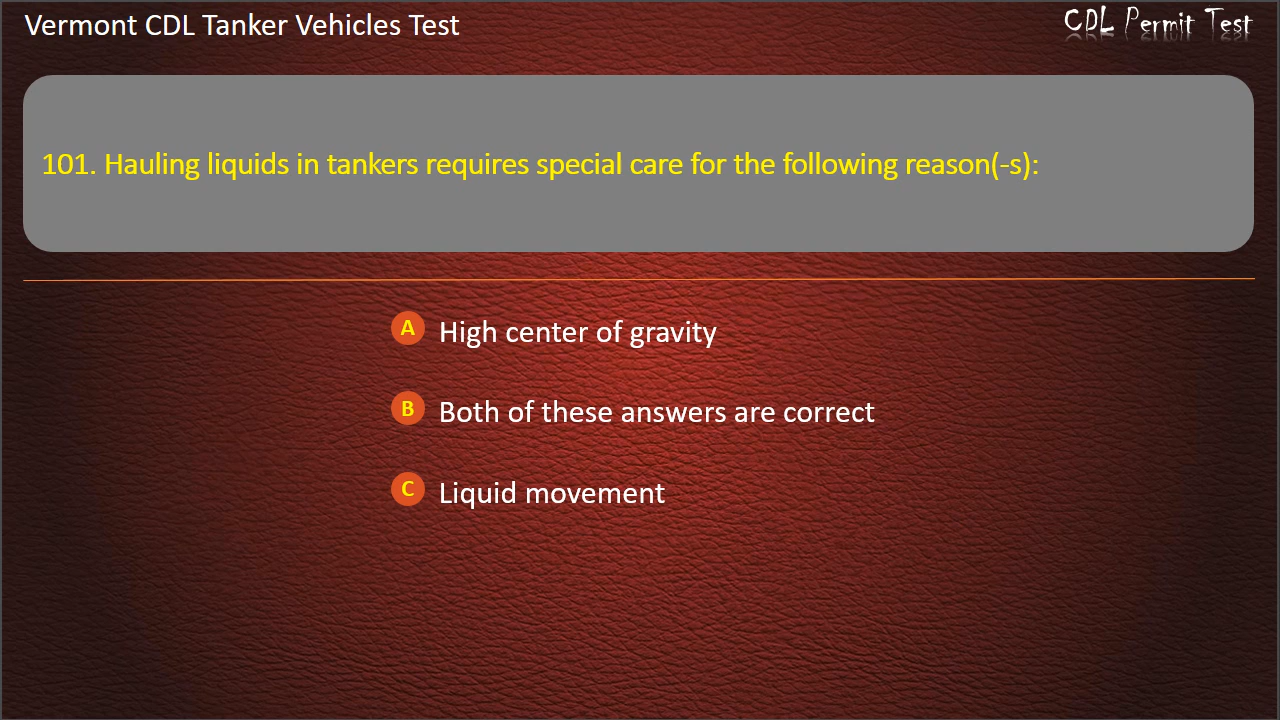 Vermont CDL Tanker Vehicles Test
CDL Permit Test
101. Hauling liquids in tankers requires special care for the following reason(-s):
A High center of gravity
B Both of these answers are correct
C Liquid movement